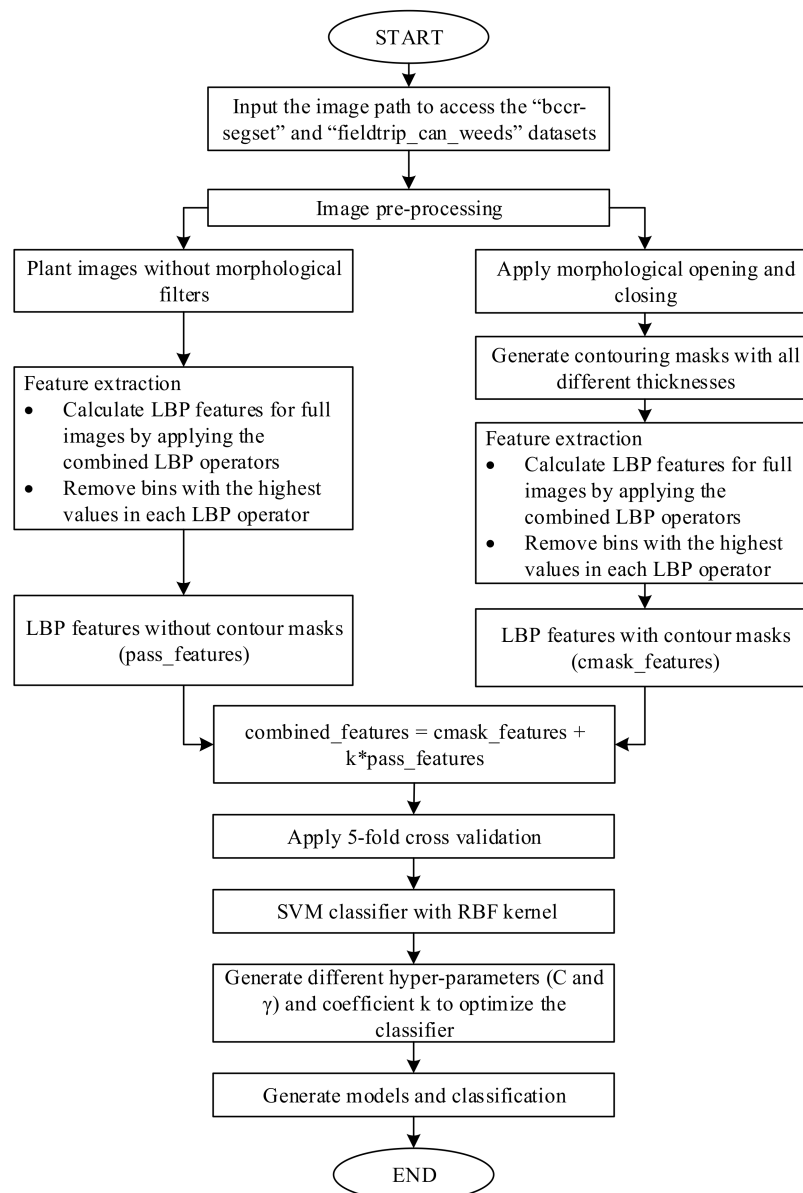 START
Input the image path to access the “bccr-
segset” and “fieldtrip_can_weeds” datasets
Image pre-processing
Plant images without morphological
filters
Feature extraction
• Calculate LBP features for full
images by applying the
combined LBP operators
• Remove bins with the highest
values in each LBP operator
LBP features without contour masks
(pass_features)
Apply morphological opening and
closing
Generate contouring masks with all
different thicknesses
Feature extraction
• Calculate LBP features for full
images by applying the
combined LBP operators
• Remove bins with the highest
values in each LBP operator
LBP features with contour masks
(cmask_features)
combined_features = cmask_features +
k*pass_features
Apply 5-fold cross validation
SVM classifier with RBF kernel
Generate different hyper-parameters (C and
γ) and coefficient k to optimize the
classifier
Generate models and classification
END